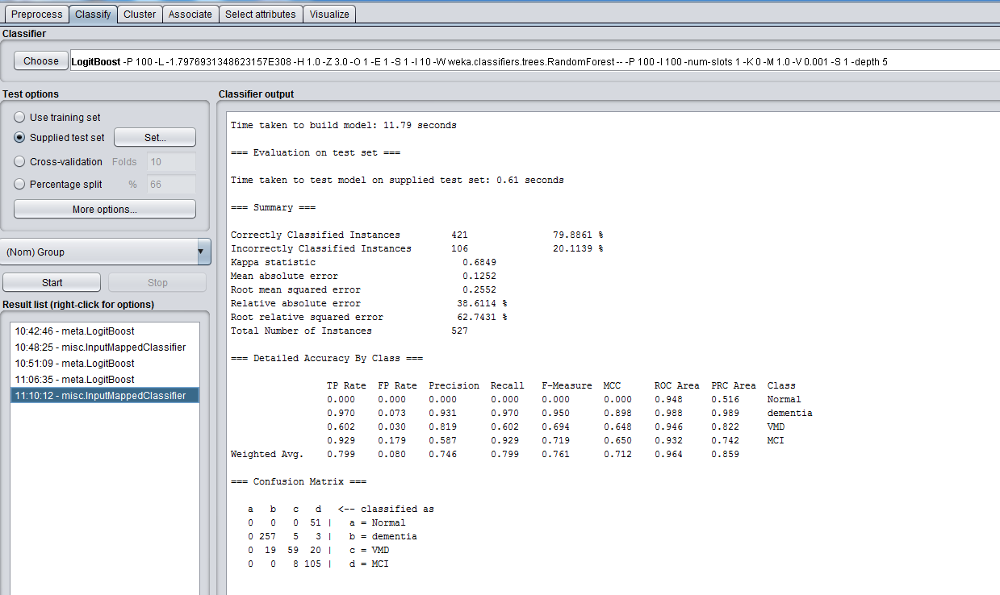 Preprocess Classify Cluster Associate Select attributes Visualize
Classifier
Choose LogitBoost -P 100 -L -1.7976931348623157E308 -H 1.0 -Z 3.0 -O 1 -E 1 -S 1 -I 10 -W weka.classifiers.trees.RandomForest -- -P 100 -I 100 -num-slots 1 -K 0 -M 1.0 -V 0.001 -S 1 -depth 5
Test options
Use training set
Supplied test set Set...
Cross-validation Folds 10
Percentage split % 66
More options...
(Nom) Group
Start Stop
Result list (right-click for options)
10:42:46 - meta.LogitBoost
10:48:25 - misc.InputMappedClassifier
10:51:09 - meta.LogitBoost
11:06:35 - meta.LogitBoost
11:10:12 - misc.InputMappedClassifier
Classifier output
Time taken to build model: 11.79 seconds
=== Evaluation on test set ===
Time taken to test model on supplied test set: 0.61 seconds
=== Summary ===
Correctly Classified Instances 421 79.8861 %
Incorrectly Classified Instances 106 20.1139 %
Kappa statistic 0.6849
Mean absolute error 0.1252
Root mean squared error 0.2552
Relative absolute error 38.6114 %
Root relative squared error 62.7431 %
Total Number of Instances 527
=== Detailed Accuracy By Class ===
TP Rate FP Rate Precision Recall F-Measure MCC ROC Area PRC Area Class
0.000 0.000 0.000 0.000 0.000 0.000 0.948 0.516 Normal
0.970 0.073 0.931 0.970 0.950 0.898 0.988 0.989 dementia
0.602 0.030 0.819 0.602 0.694 0.648 0.946 0.822 VMD
0.929 0.179 0.587 0.929 0.719 0.650 0.932 0.742 MCI
Weighted Avg. 0.799 0.080 0.746 0.799 0.761 0.712 0.964 0.859
=== Confusion Matrix ===
a b c d <-- classified as
0 0 0 51 | a = Normal
0 257 5 3 | b = dementia
0 19 59 20 | c = VMD
0 0 8 105 | d = MCI